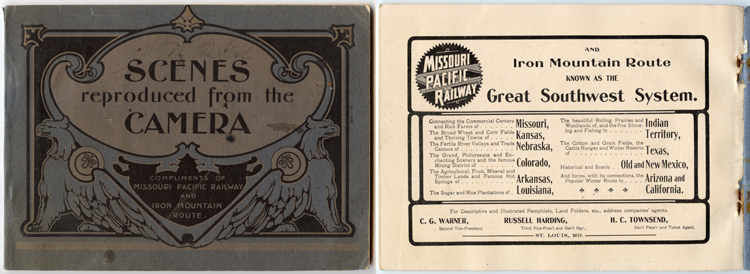 SCENES
reproduced from the
CAMERA
COMPLIMENTS OF
MISSOURI PACIFIC RAILWAY
AND
IRON MOUNTAIN
ROUTE.
MISSOURI
PACIFIC
RAILWAY
AND
Iron Mountain Route
KNOWN AS THE
Great Southwest System.
Connecting the Commercial Centers
and Rich Farms of . . . . . . Missouri,
The Broad Wheat and Corn Fields
and Thriving Towns of . . . . . Kansas,
The Fertile River Valleys and Trade
Centers of . . . . . . . . Nebraska,
The Grand, Picturesque and En-
chanting Scenery and the famous
Mining District of . . . . . Colorado,
The Agricultural, Fruit, Mineral and
Timber Lands and Famous Hot
Springs of . . . . . . . Arkansas,
The Sugar and Rice Plantations of . Louisiana,
The beautiful Rolling Prairies and
Woodlands of, and the fine Shoot-
ing and Fishing in . . . . . Indian
Territory,
The Cotton and Grain Fields, the
Cattle Ranges and Winter Resorts
of . . . . . . . . Texas,
Historical and Scenic . Old and New Mexico,
And forms, with its connections, the
Popular Winter Route to . . . Arizona and
California.
For Descriptive and Illustrated Pamphlets, Land Folders, etc., address companies' agents.
C. G. WARNER, RUSSELL HARDING, H. C. TOWNSEND,
Second Vice-President, Third Vice-Pres't and Gen'l Mgr., Gen'l Pass'r and Ticket Agent,
ST. LOUIS, MO.